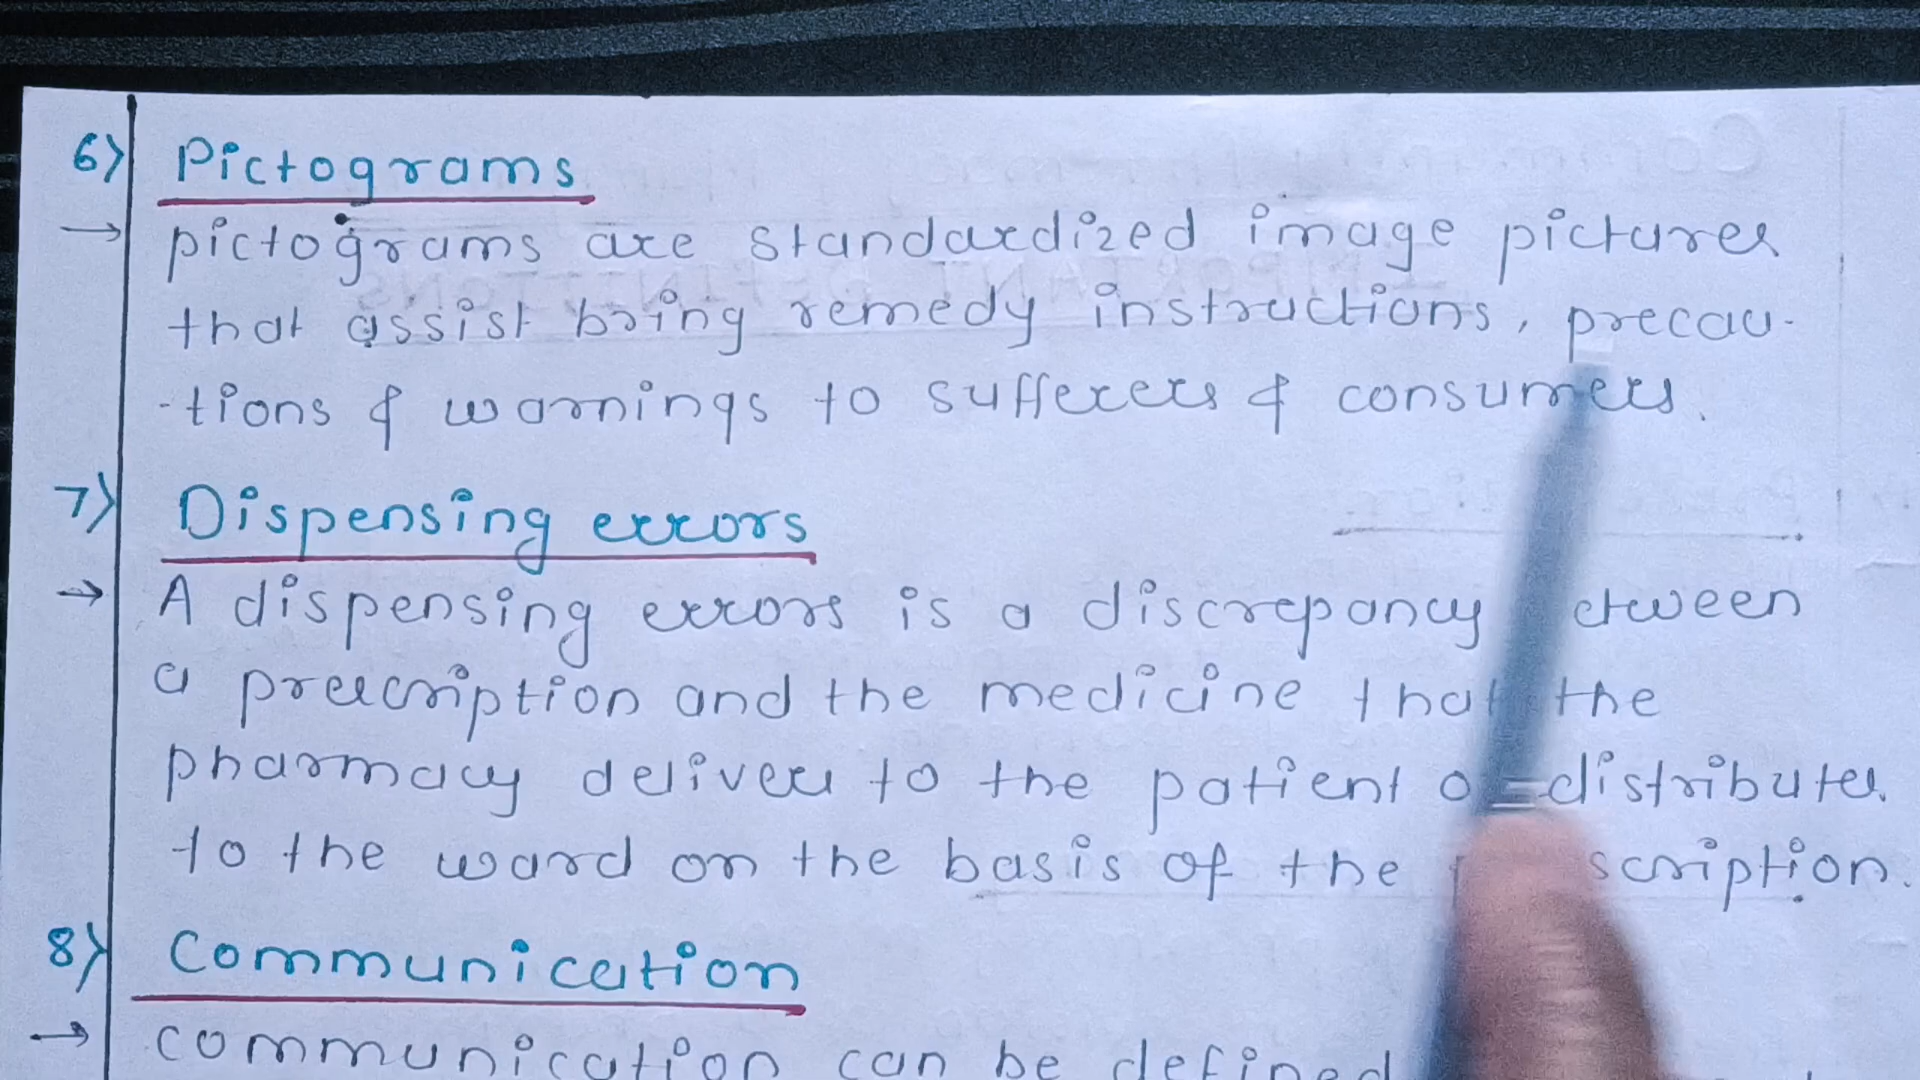 6) Pictograms
→ pictograms are standardized image pictures
that assist bring remedy instructions, precau-
-tions & warnings to sufferers & consumers.
7) Dispensing errors
→ A dispensing errors is a discrepancy
a prescription and the medicine that the
pharmacy delivers to the patient distributes
to the ward on the basis of the
8) Communication
→ communication can be defined